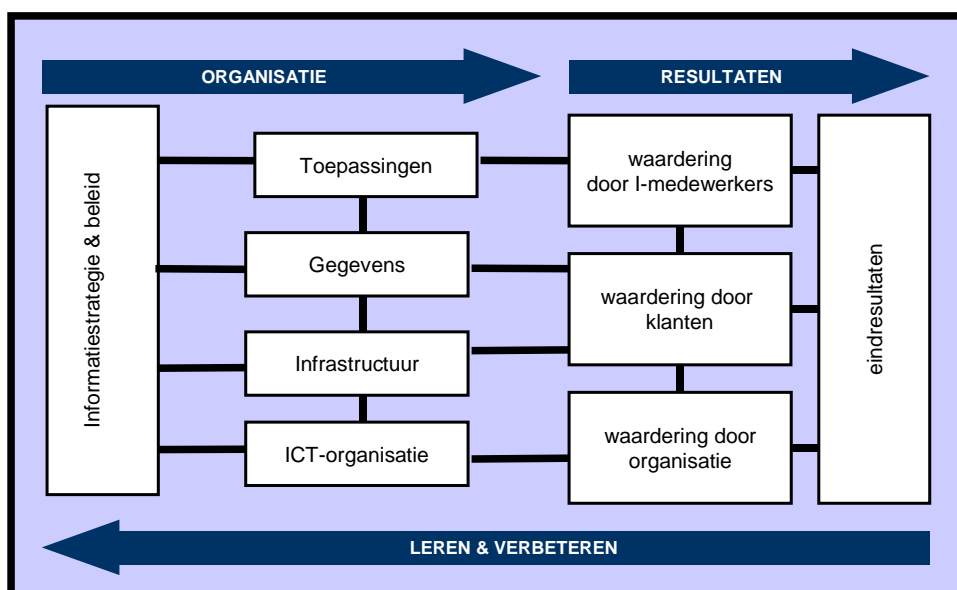 ORGANISATIE
RESULTATEN
Informatiestrategie & beleid
Toepassingen
Gegevens
Infrastructuur
ICT-organisatie
waardering
door I-medewerkers
waardering door
klanten
waardering door
organisatie
eindresultaten
LEREN & VERBETEREN